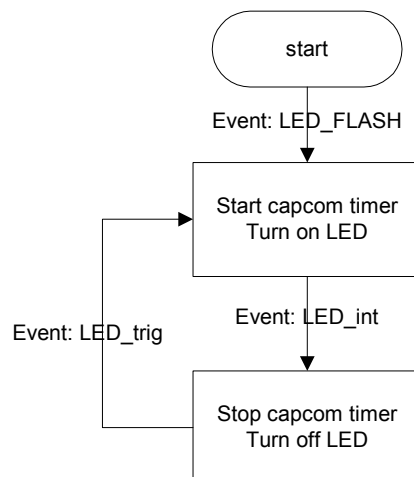 start
Event: LED_FLASH
Start capcom timer
Turn on LED
Event: LED_int
Event: LED_trig
Stop capcom timer
Turn off LED